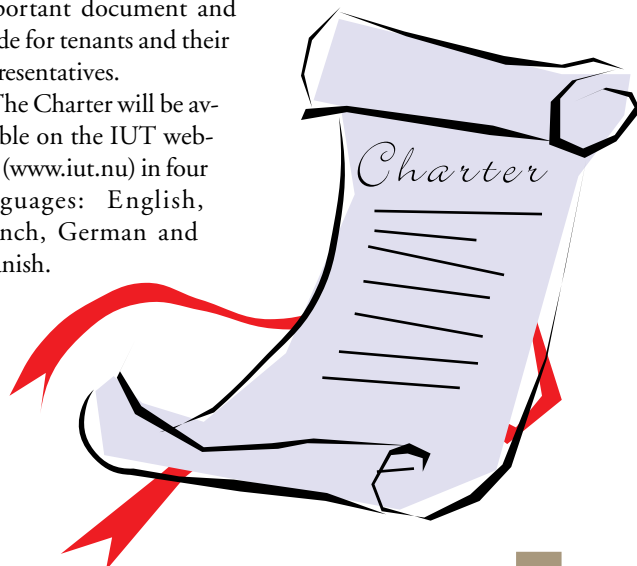 portant document and
de for tenants and their
resentatives.
The Charter will be av-
ble on the IUT web-
(www.iut.nu) in four
guages: English,
nch, German and
nish.
Charter